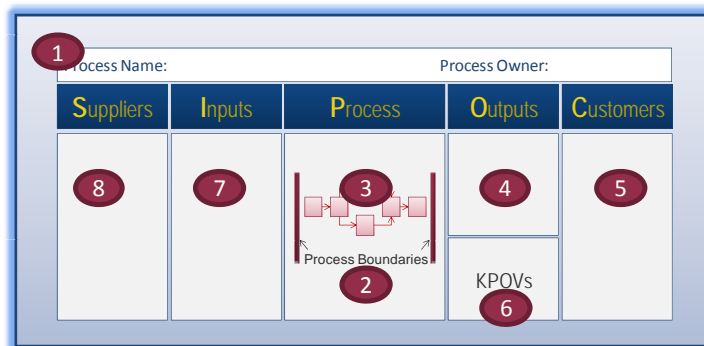 1
Process Name: Process Owner:
Suppliers Inputs Process Outputs Customers
8 7 3 4 5
Process Boundaries
2
KPOVs
6